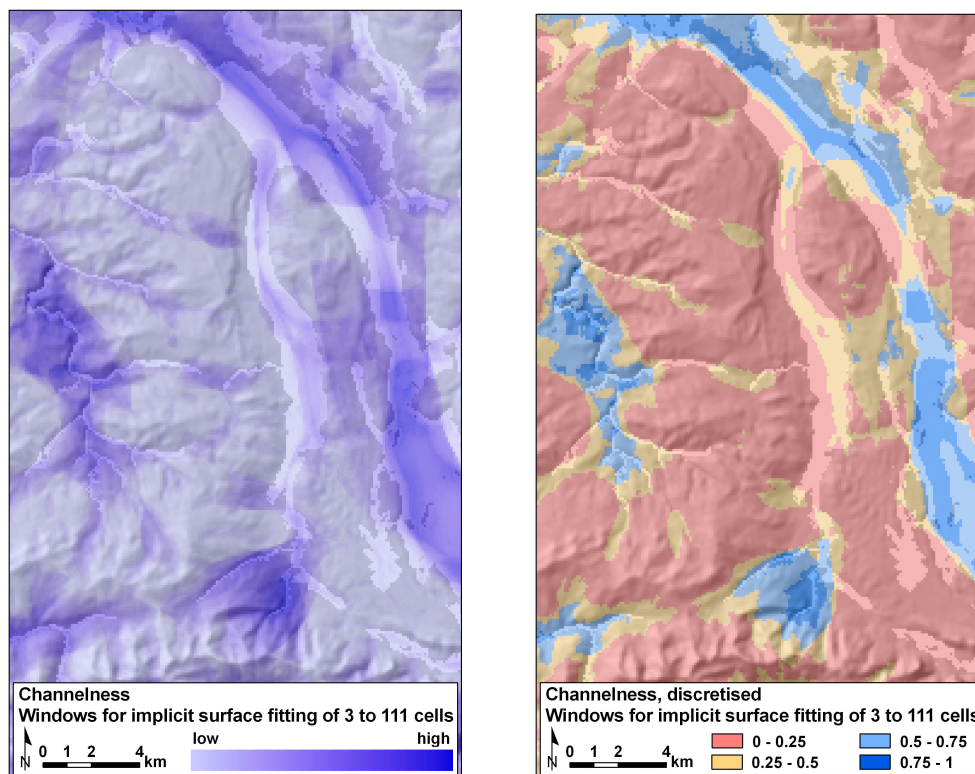 Channelness
Windows for implicit surface fitting of 3 to 111 cells
low high
N 0 1 2 4 km
Channelness, discretised
Windows for implicit surface fitting of 3 to 111 cells
0 - 0.25 0.5 - 0.75
0.25 - 0.5 0.75 - 1
N 0 1 2 4 km